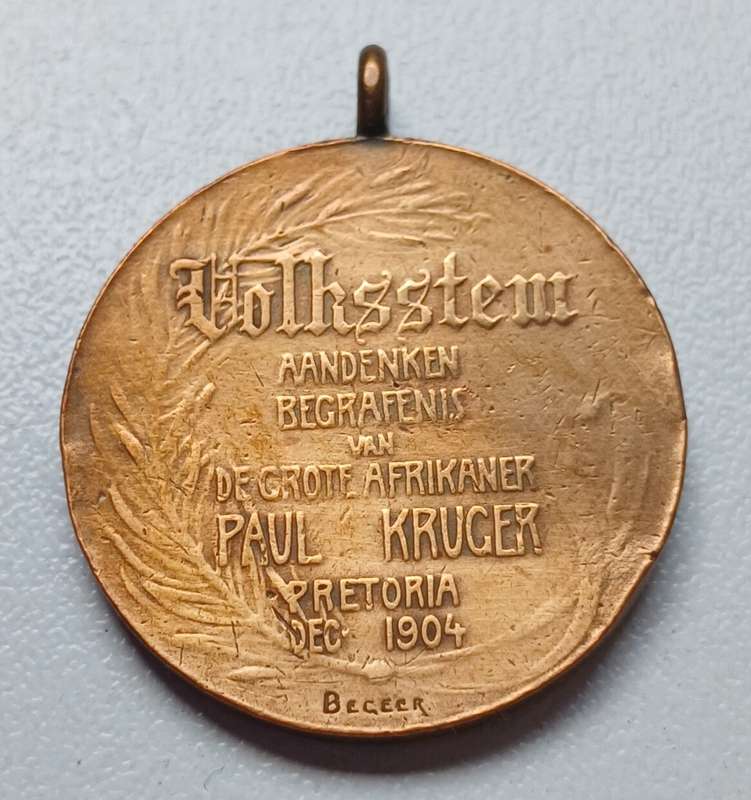 Volksstem
AANDENKEN
BEGRAFENIS
VAN
DE GROTE AFRIKANER
PAUL KRUGER
PRETORIA
DEC 1904
BEGEER